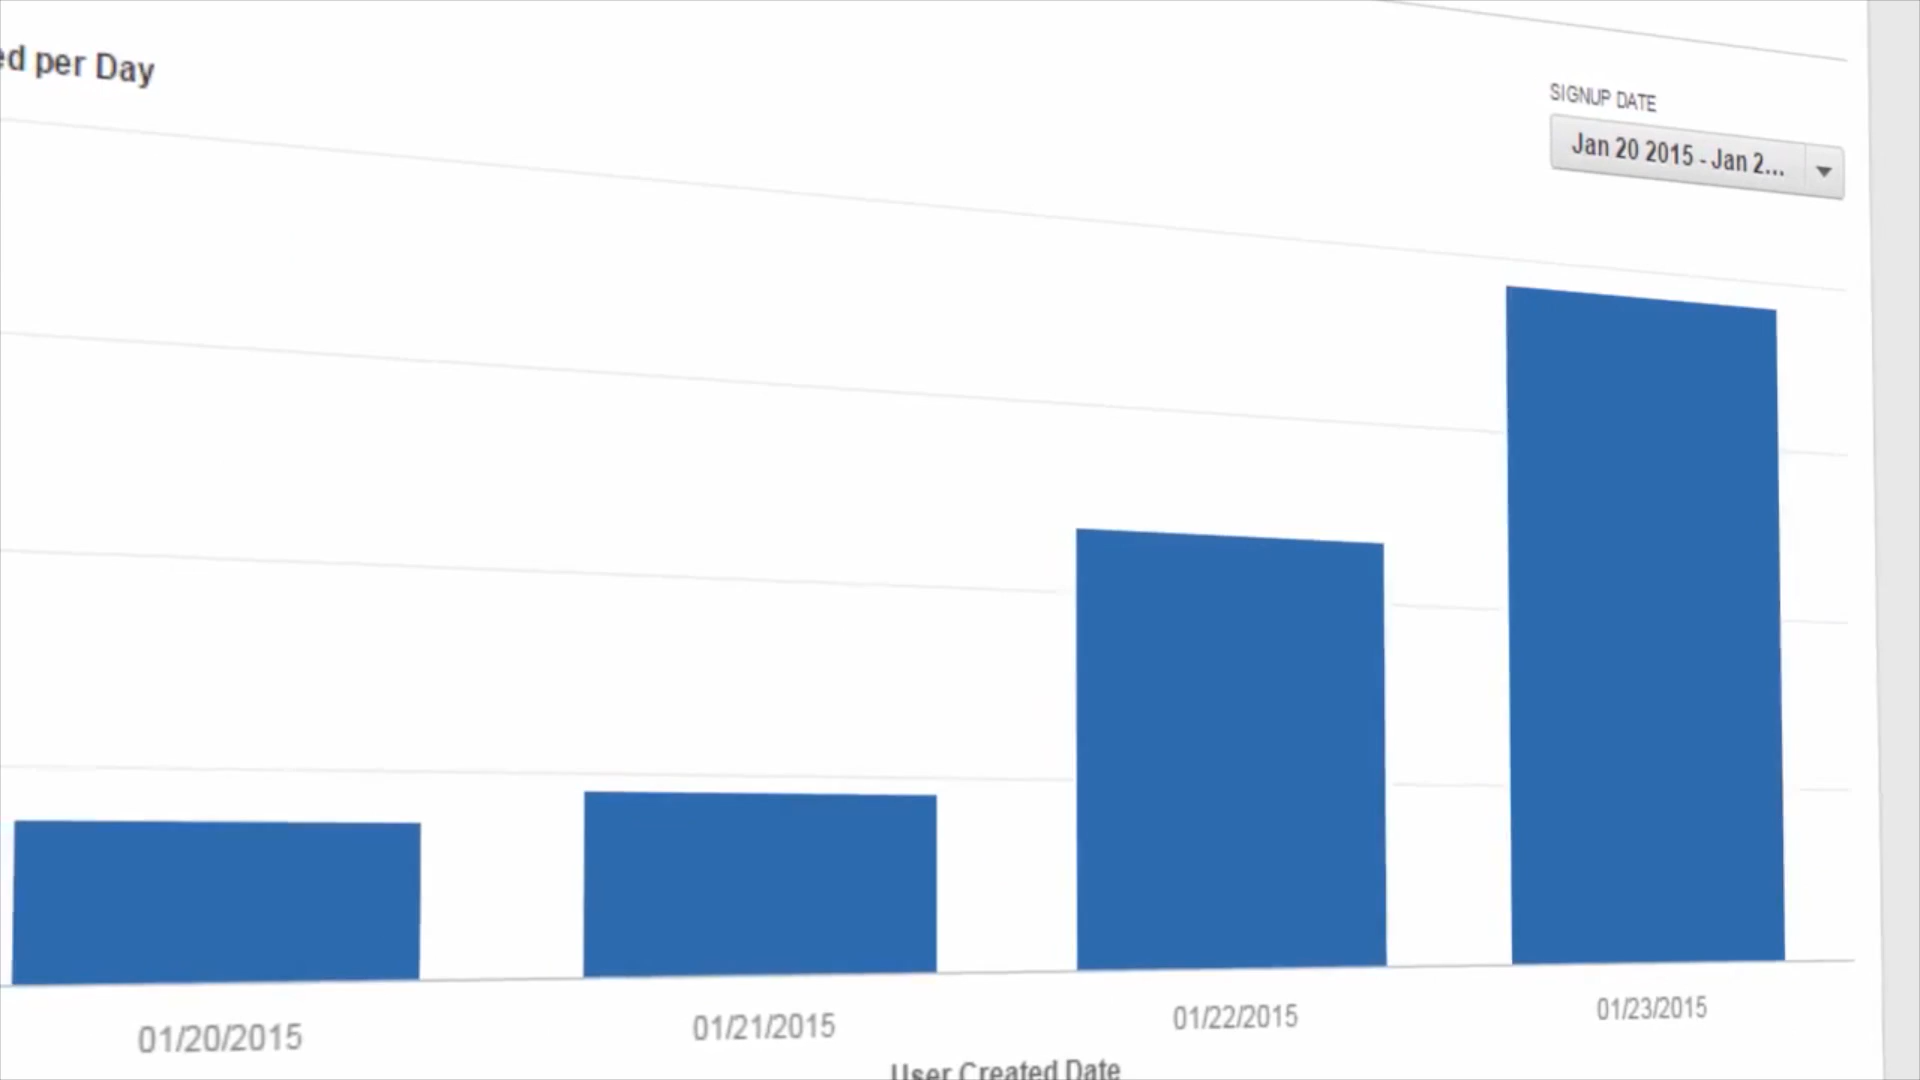 ed per Day
SIGNUP DATE
Jan 20 2015 - Jan 2...
01/20/2015
01/21/2015
01/22/2015
01/23/2015
User Created Date